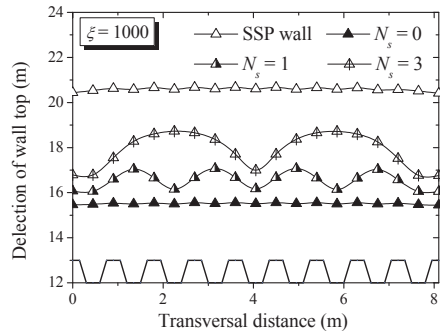 24
22
20
18
16
14
12
0
2
4
6
8
ξ = 1000
SSP wall
N_s = 0
N_s = 1
N_s = 3
Delection of wall top (m)
Transversal distance (m)